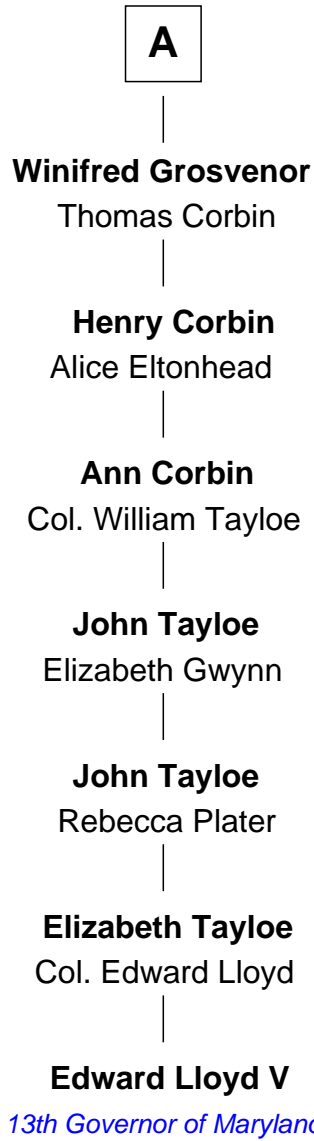 A
Winifred Grosvenor
Thomas Corbin
Henry Corbin
Alice Eltonhead
Ann Corbin
Col. William Tayloe
John Tayloe
Elizabeth Gwynn
John Tayloe
Rebecca Plater
Elizabeth Tayloe
Col. Edward Lloyd
Edward Lloyd V
13th Governor of Maryland